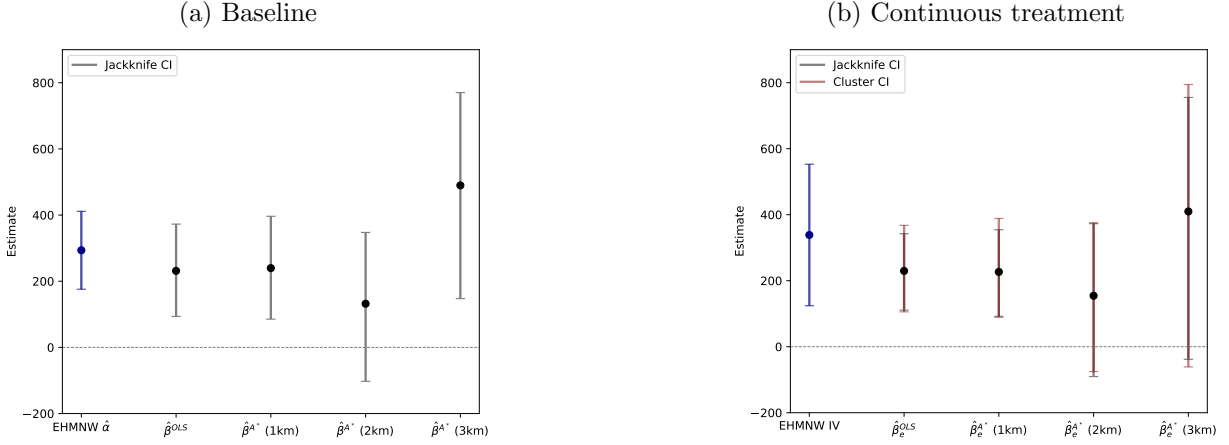 (a) Baseline
Jackknife CI
Estimate
800
600
400
200
0
−200
EHMNW α̂
β̂^OLS
β̂^A* (1km)
β̂^A* (2km)
β̂^A* (3km)
(b) Continuous treatment
Jackknife CI
Cluster CI
Estimate
800
600
400
200
0
−200
EHMNW IV
β̂_e^OLS
β̂_e^A* (1km)
β̂_e^A* (2km)
β̂_e^A* (3km)